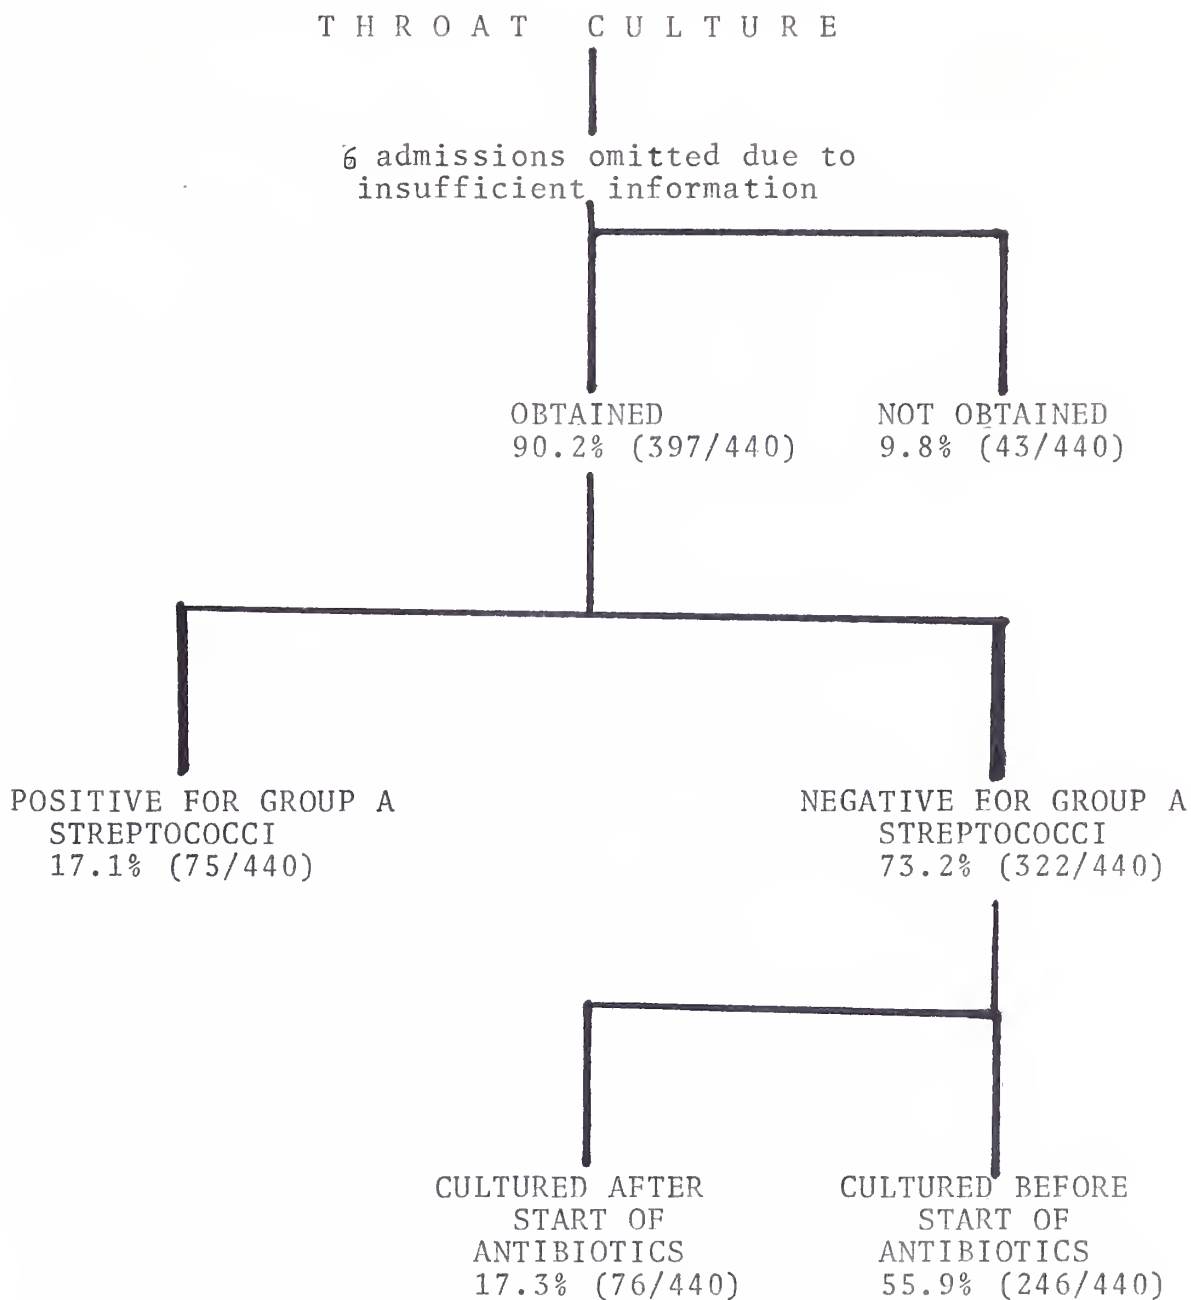 THROAT CULTURE
6 admissions omitted due to
insufficient information
OBTAINED
90.2% (397/440)
NOT OBTAINED
9.8% (43/440)
POSITIVE FOR GROUP A
STREPTOCOCCI
17.1% (75/440)
NEGATIVE FOR GROUP A
STREPTOCOCCI
73.2% (322/440)
CULTURED AFTER
START OF
ANTIBIOTICS
17.3% (76/440)
CULTURED BEFORE
START OF
ANTIBIOTICS
55.9% (246/440)